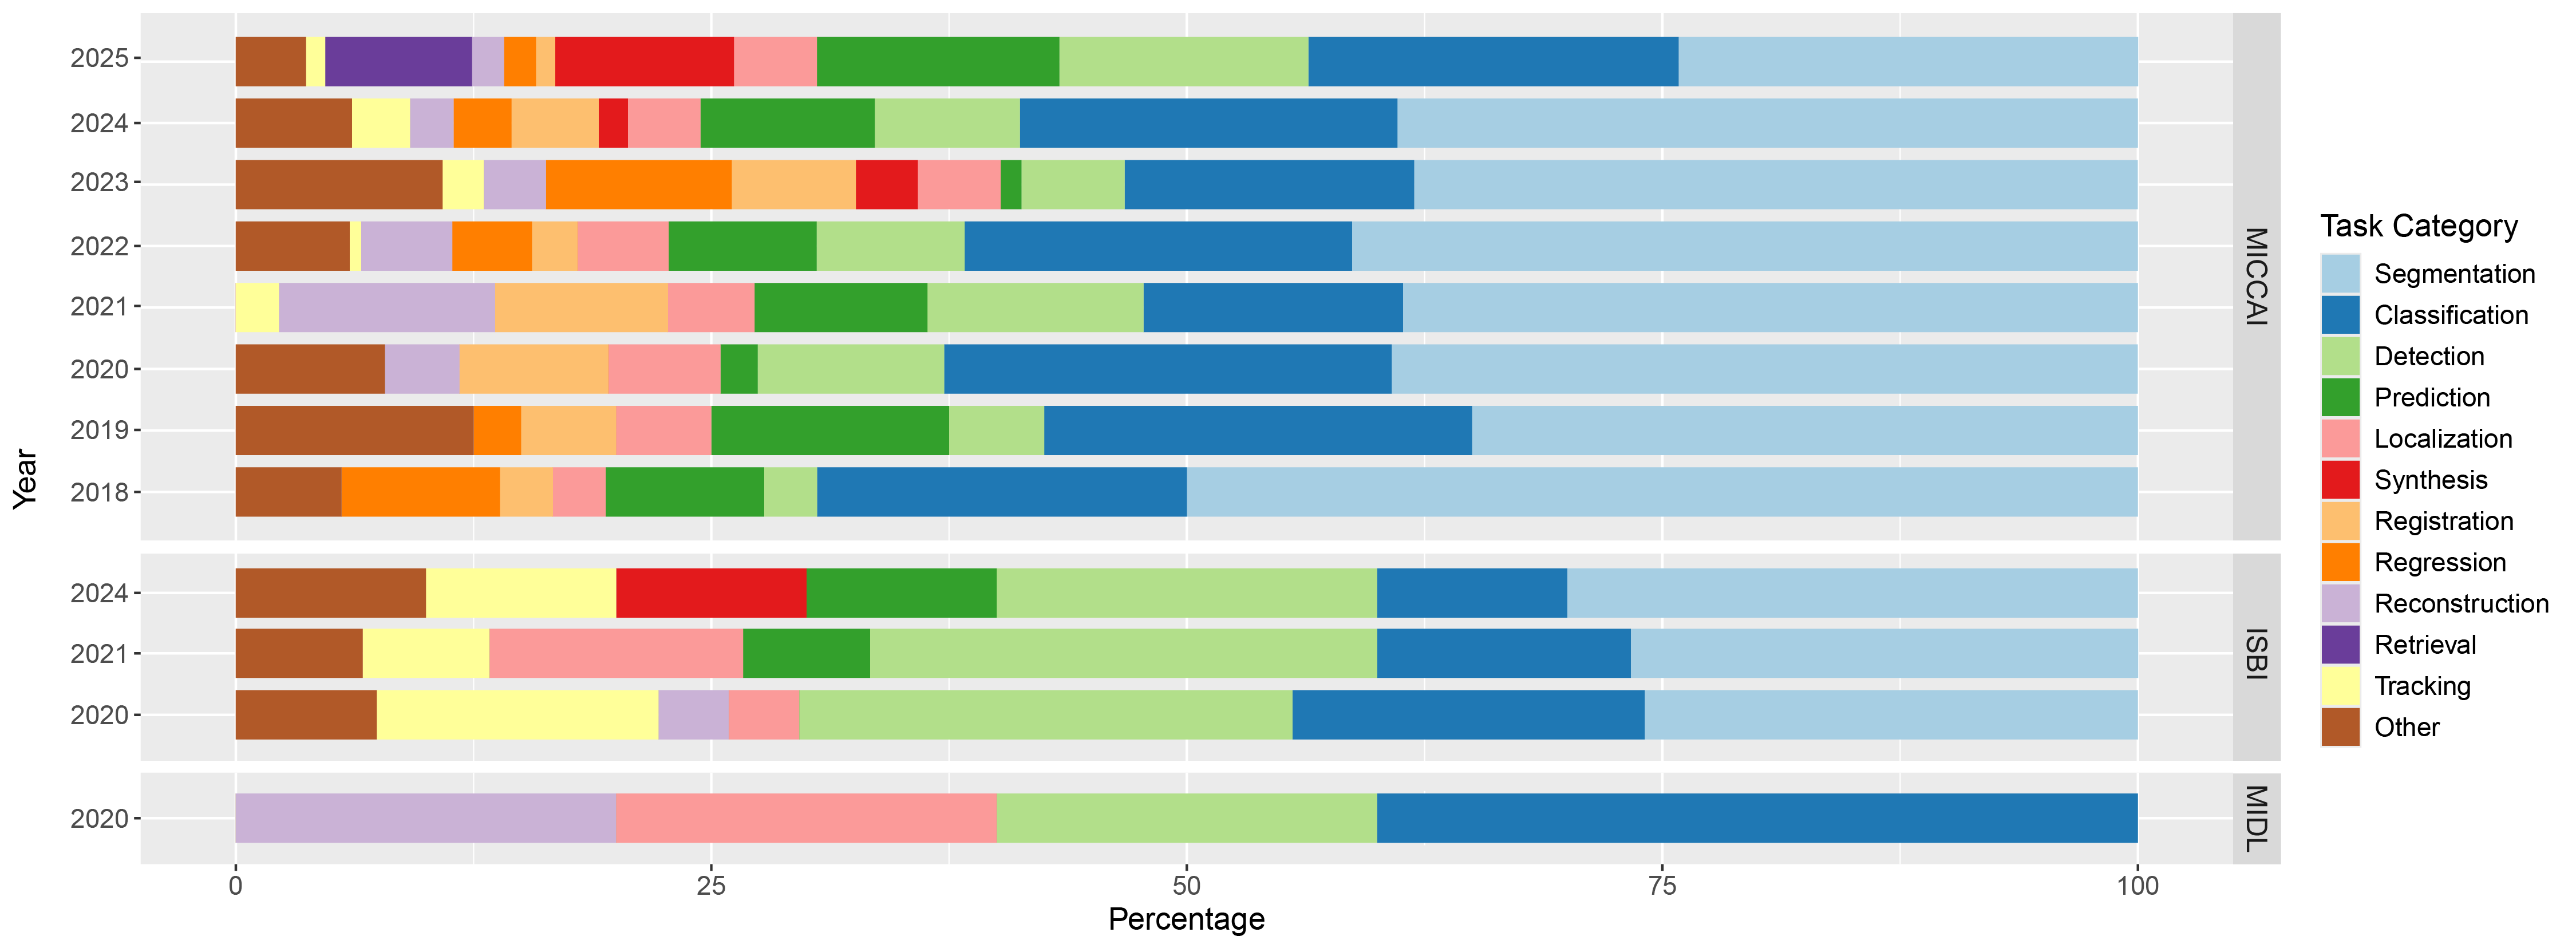 Year
2025
2024
2023
2022
2021
2020
2019
2018
MICCAI
2024
2021
2020
ISBI
2020
MIDL
0 25 50 75 100
Percentage
Task Category
Segmentation
Classification
Detection
Prediction
Localization
Synthesis
Registration
Regression
Reconstruction
Retrieval
Tracking
Other